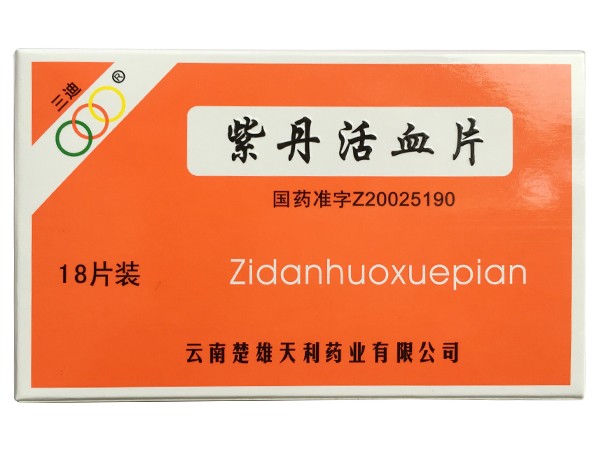 三迪®
紫丹活血片
国药准字Z20025190
18片装
Zidanhuoxuepian
云南楚雄天利药业有限公司